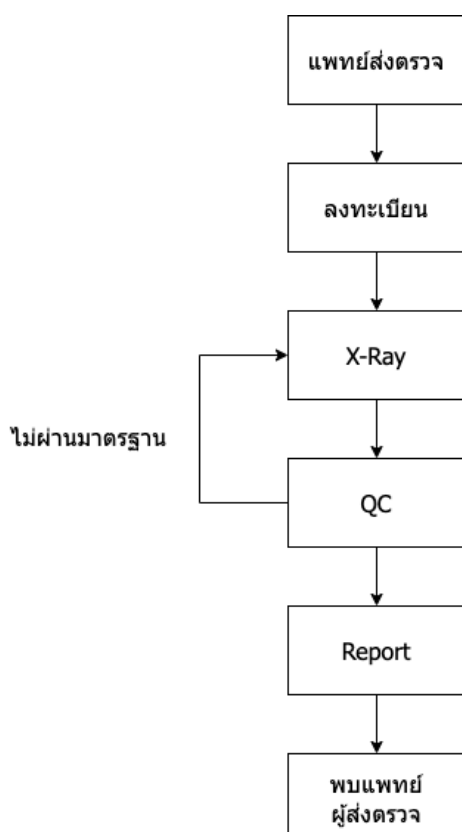 แพทย์ส่งตรวจ
ลงทะเบียน
X-Ray
ไม่ผ่านมาตรฐาน
QC
Report
พบแพทย์
ผู้ส่งตรวจ